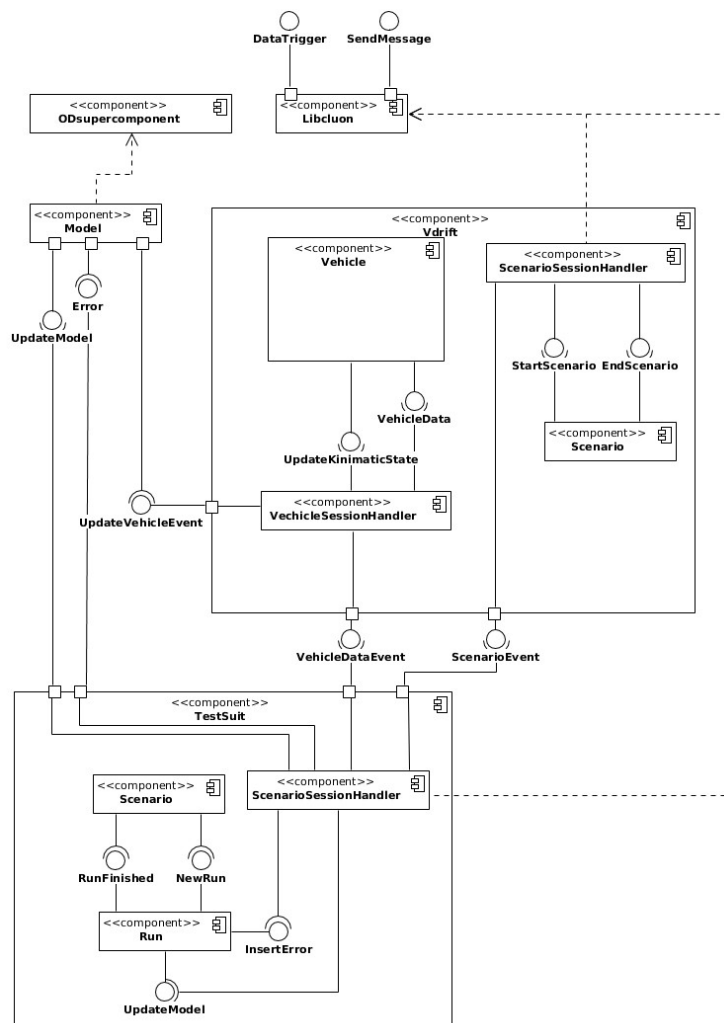 DataTrigger
SendMessage
<<component>>
ODsupercomponent
<<component>>
Libcluon
<<component>>
Model
<<component>>
Vdrift
<<component>>
Vehicle
<<component>>
ScenarioSessionHandler
Error
UpdateModel
StartScenario
EndScenario
VehicleData
<<component>>
Scenario
UpdateKinimaticState
<<component>>
VechicleSessionHandler
UpdateVehicleEvent
VehicleDataEvent
ScenarioEvent
<<component>>
TestSuit
<<component>>
Scenario
<<component>>
ScenarioSessionHandler
RunFinished
NewRun
<<component>>
Run
InsertError
UpdateModel